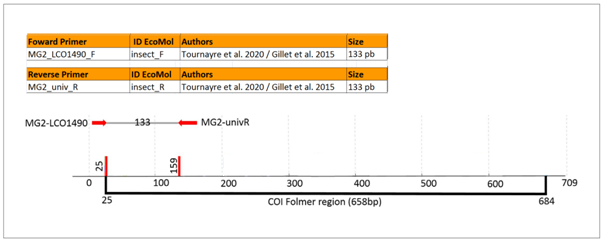 Foward Primer ID EcoMol Authors Size
MG2_LCO1490_F insect_F Tournayre et al. 2020 / Gillet et al. 2015 133 pb
Reverse Primer ID EcoMol Authors Size
MG2_univ_R insect_R Tournayre et al. 2020 / Gillet et al. 2015 133 pb
MG2-LCO1490 133 MG2-univR
25 159
0 100 200 300 400 500 600 709
25 COI Folmer region (658bp) 684